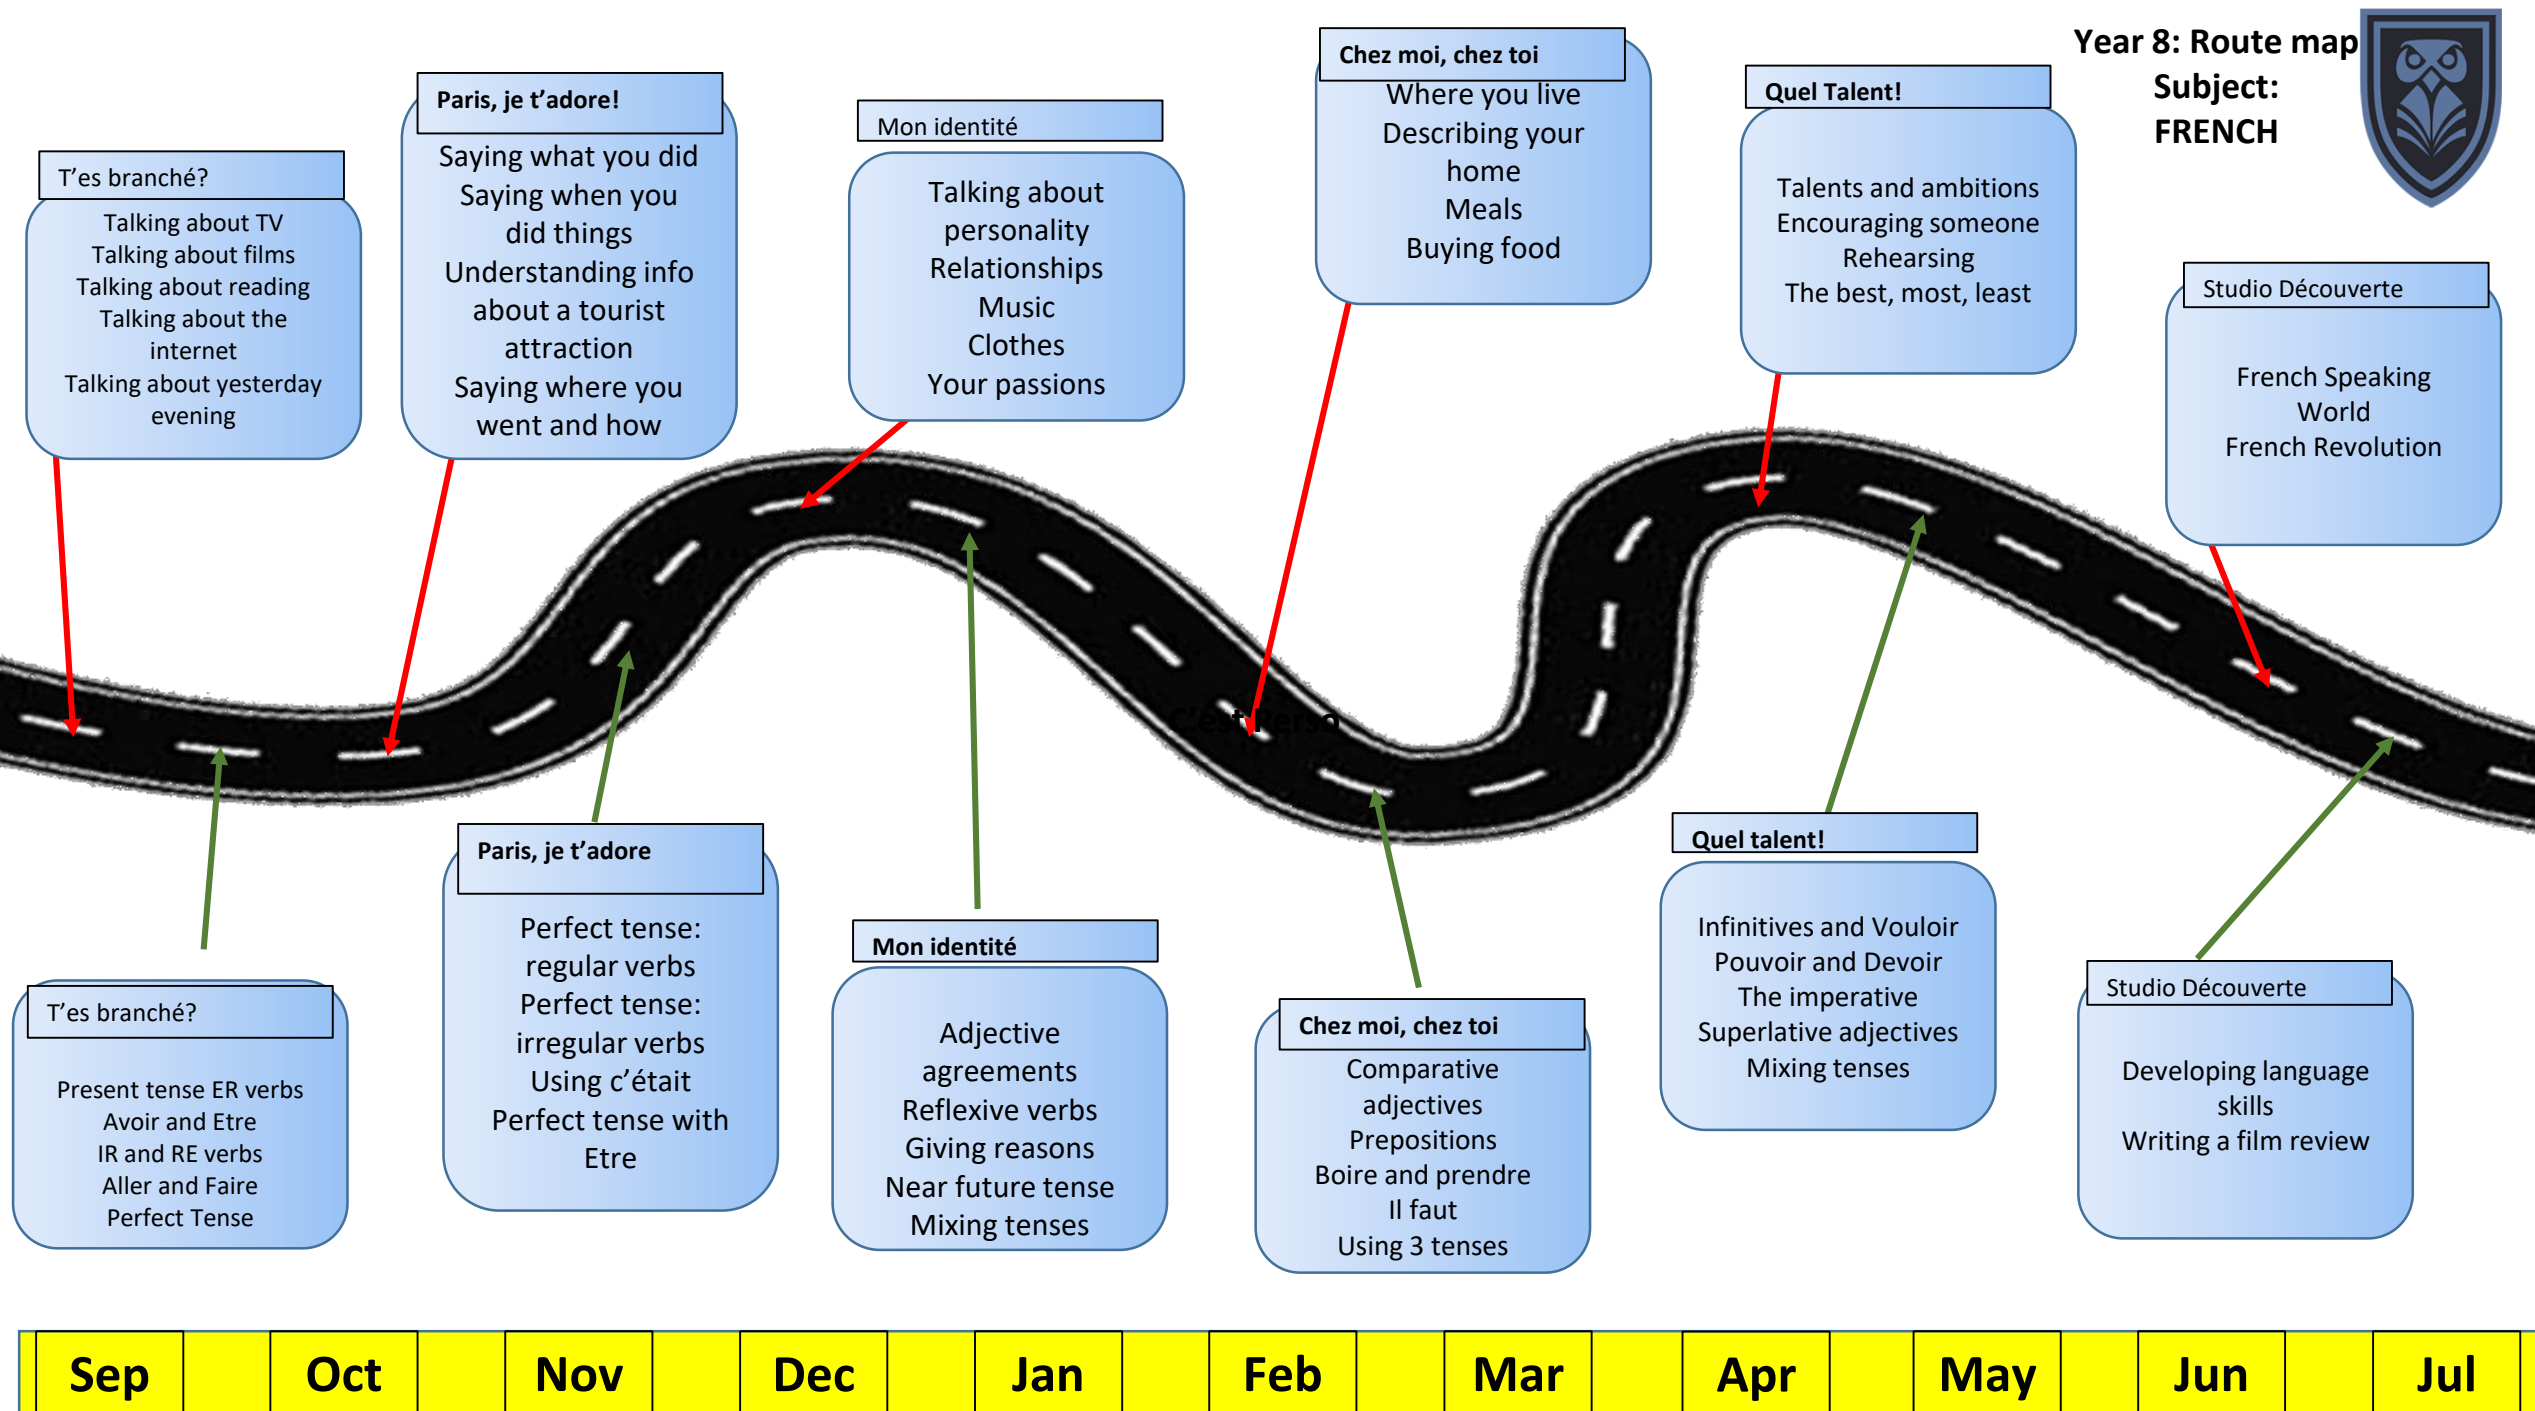 Year 8: Route map
Subject:
FRENCH
T’es branché?
Talking about TV
Talking about films
Talking about reading
Talking about the
internet
Talking about yesterday
evening
Paris, je t’adore!
Saying what you did
Saying when you
did things
Understanding info
about a tourist
attraction
Saying where you
went and how
Mon identité
Talking about
personality
Relationships
Music
Clothes
Your passions
Chez moi, chez toi
Where you live
Describing your
home
Meals
Buying food
Quel Talent!
Talents and ambitions
Encouraging someone
Rehearsing
The best, most, least
Studio Découverte
French Speaking
World
French Revolution
C’est Perso
T’es branché?
Present tense ER verbs
Avoir and Etre
IR and RE verbs
Aller and Faire
Perfect Tense
Paris, je t’adore
Perfect tense:
regular verbs
Perfect tense:
irregular verbs
Using c’était
Perfect tense with
Etre
Mon identité
Adjective
agreements
Reflexive verbs
Giving reasons
Near future tense
Mixing tenses
Chez moi, chez toi
Comparative
adjectives
Prepositions
Boire and prendre
Il faut
Using 3 tenses
Quel talent!
Infinitives and Vouloir
Pouvoir and Devoir
The imperative
Superlative adjectives
Mixing tenses
Studio Découverte
Developing language
skills
Writing a film review
Sep Oct Nov Dec Jan Feb Mar Apr May Jun Jul